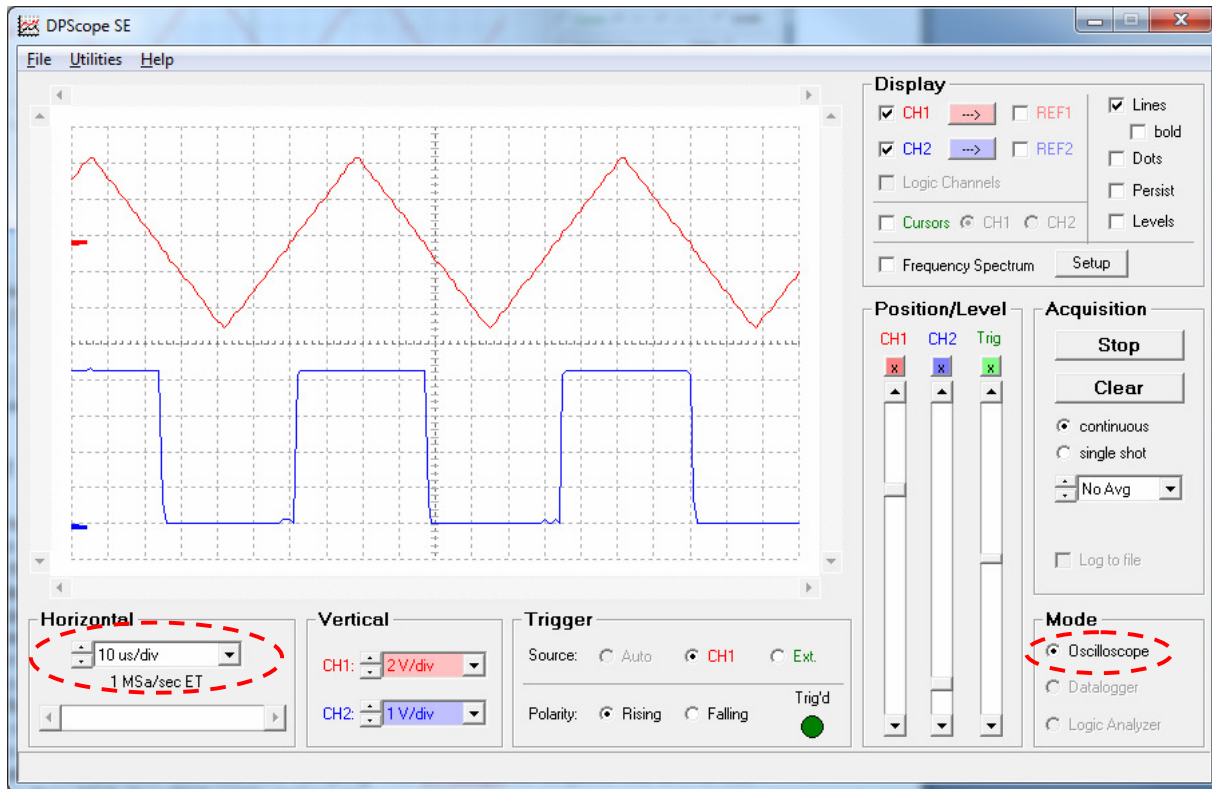 DPScope SE
File Utilities Help
Display
CH1 ---> REF1
CH2 ---> REF2
Logic Channels
Cursors CH1 CH2
Frequency Spectrum Setup
Lines
bold
Dots
Persist
Levels
Position/Level
CH1 CH2 Trig
x x x
Acquisition
Stop
Clear
continuous
single shot
No Avg
Log to file
Horizontal
10 us/div
1 MSa/sec ET
Vertical
CH1: 2 V/div
CH2: 1 V/div
Trigger
Source: Auto CH1 Ext.
Polarity: Rising Falling
Trig'd
Mode
Oscilloscope
Datalogger
Logic Analyzer